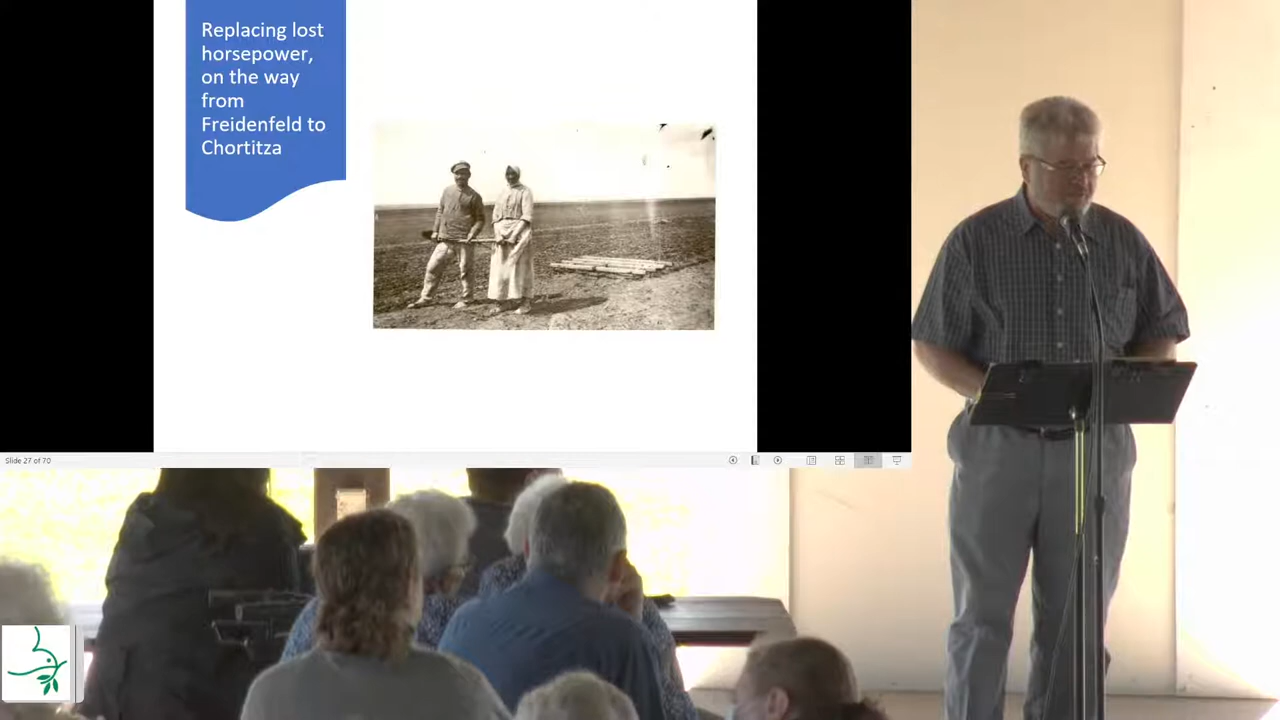 Replacing lost
horsepower,
on the way
from
Freidenfeld to
Chortitza
Slide 27 of 70